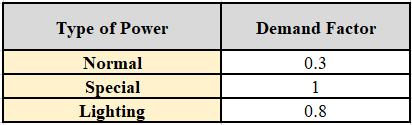 Type of Power Demand Factor
Normal 0.3
Special 1
Lighting 0.8